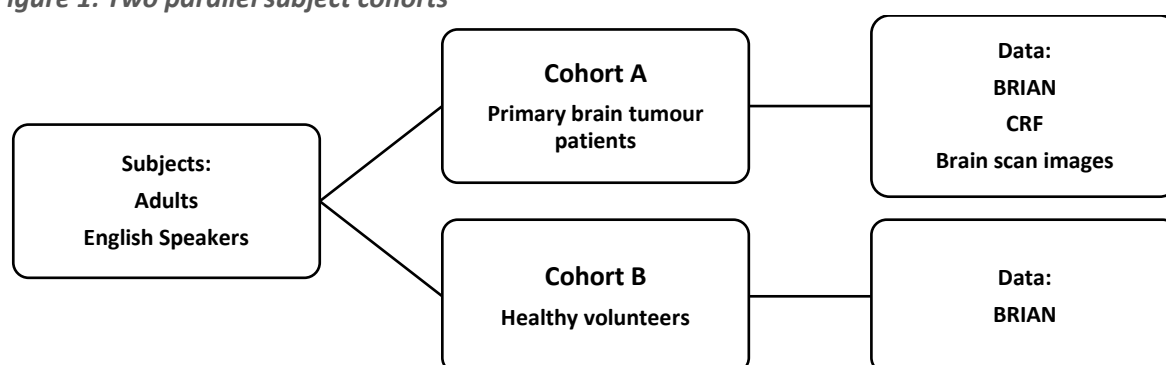 igure 1: Two parallel subject cohorts
Subjects:
Adults
English Speakers
Cohort A
Primary brain tumour
patients
Data:
BRIAN
CRF
Brain scan images
Cohort B
Healthy volunteers
Data:
BRIAN